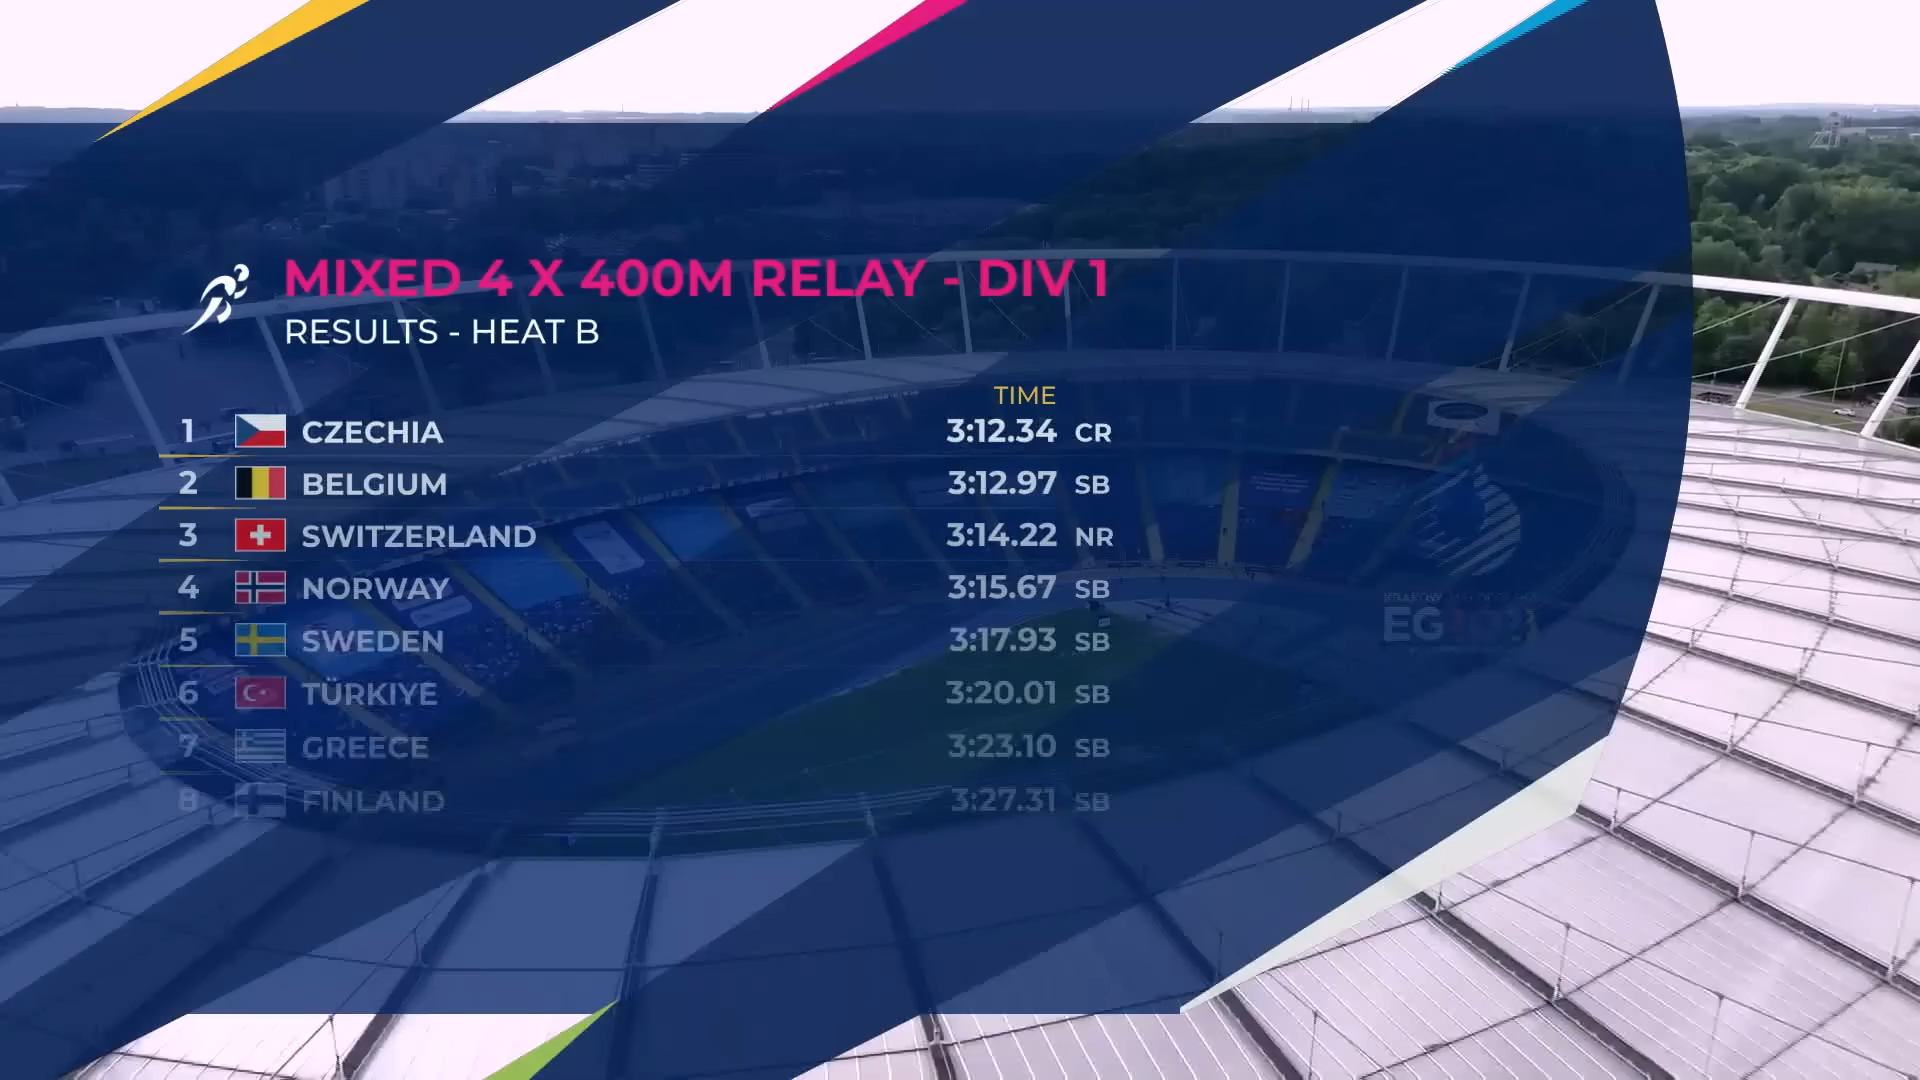 MIXED 4 X 400M RELAY - DIV 1
RESULTS - HEAT B
TIME
1 CZECHIA 3:12.34 CR
2 BELGIUM 3:12.97 SB
3 SWITZERLAND 3:14.22 NR
4 NORWAY 3:15.67 SB
5 SWEDEN 3:17.93 SB
6 TÜRKIYE 3:20.01 SB
7 GREECE 3:23.10 SB
8 FINLAND 3:27.31 SB